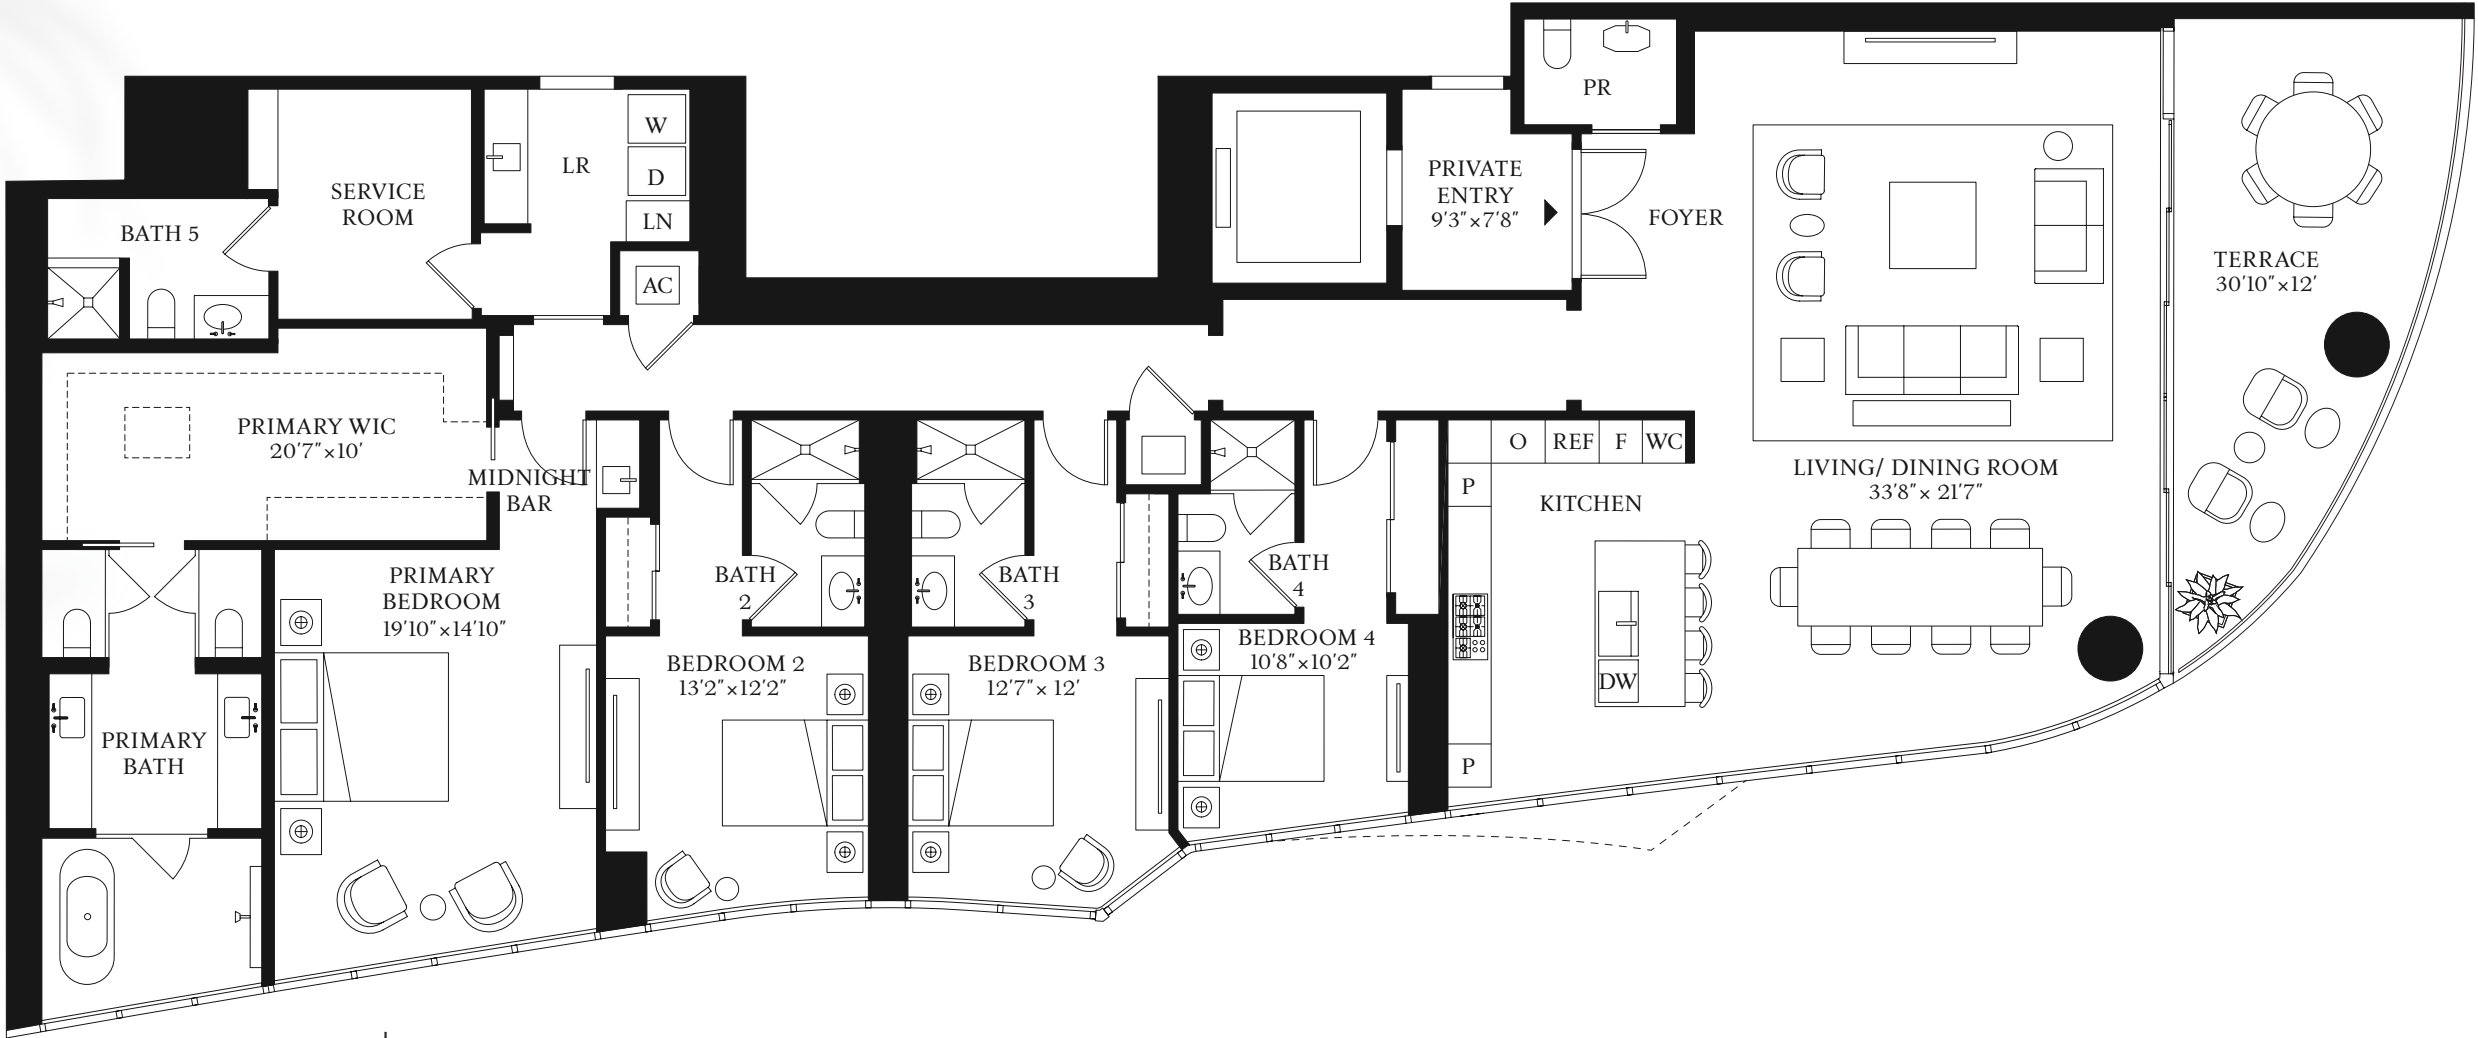 PR
W
D
LN
LR
AC
SERVICE
ROOM
BATH 5
PRIVATE
ENTRY
9'3"×7'8"
FOYER
TERRACE
30'10"×12'
PRIMARY WIC
20'7"×10'
MIDNIGHT
BAR
O
REF
F
WC
P
KITCHEN
LIVING/ DINING ROOM
33'8"× 21'7"
PRIMARY
BEDROOM
19'10"×14'10"
BATH
2
BATH
3
BATH
4
BEDROOM 2
13'2"×12'2"
BEDROOM 3
12'7"× 12'
BEDROOM 4
10'8"×10'2"
DW
PRIMARY
BATH
P